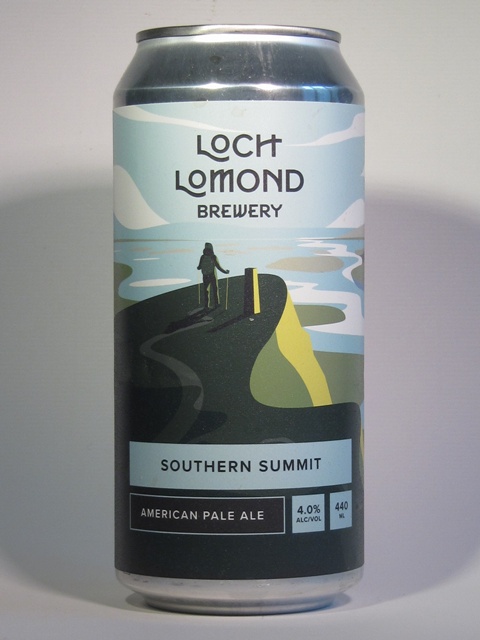 LOCH
LOMOND
BREWERY
SOUTHERN SUMMIT
AMERICAN PALE ALE
4.0%
ALC/VOL
440
ML